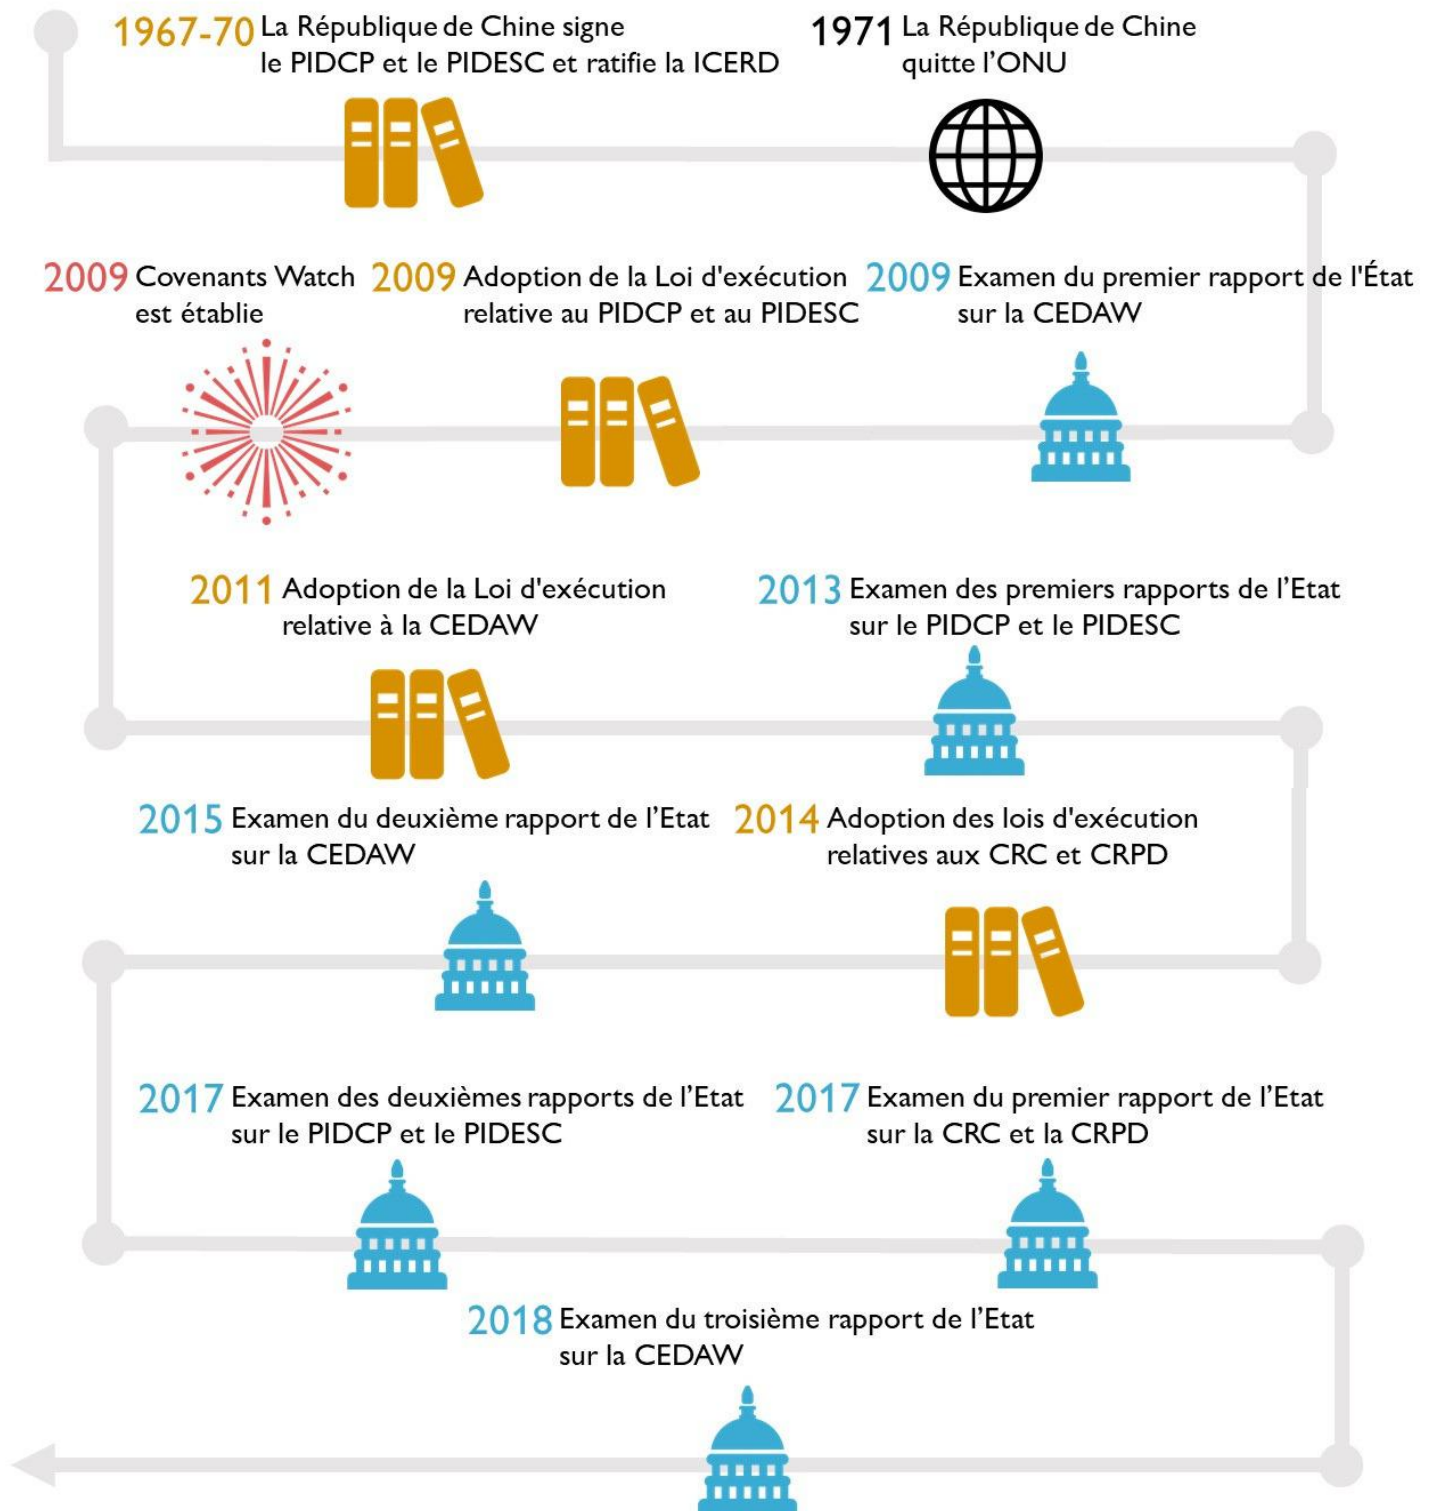 1967-70 La République de Chine signe
le PIDCP et le PIDESC et ratifie la ICERD
1971 La République de Chine
quitte l’ONU
2009 Covenants Watch
est établie
2009 Adoption de la Loi d'exécution
relative au PIDCP et au PIDESC
2009 Examen du premier rapport de l'État
sur la CEDAW
2011 Adoption de la Loi d'exécution
relative à la CEDAW
2013 Examen des premiers rapports de l’Etat
sur le PIDCP et le PIDESC
2015 Examen du deuxième rapport de l’Etat
sur la CEDAW
2014 Adoption des lois d'exécution
relatives aux CRC et CRPD
2017 Examen des deuxièmes rapports de l’Etat
sur le PIDCP et le PIDESC
2017 Examen du premier rapport de l’Etat
sur la CRC et la CRPD
2018 Examen du troisième rapport de l’Etat
sur la CEDAW